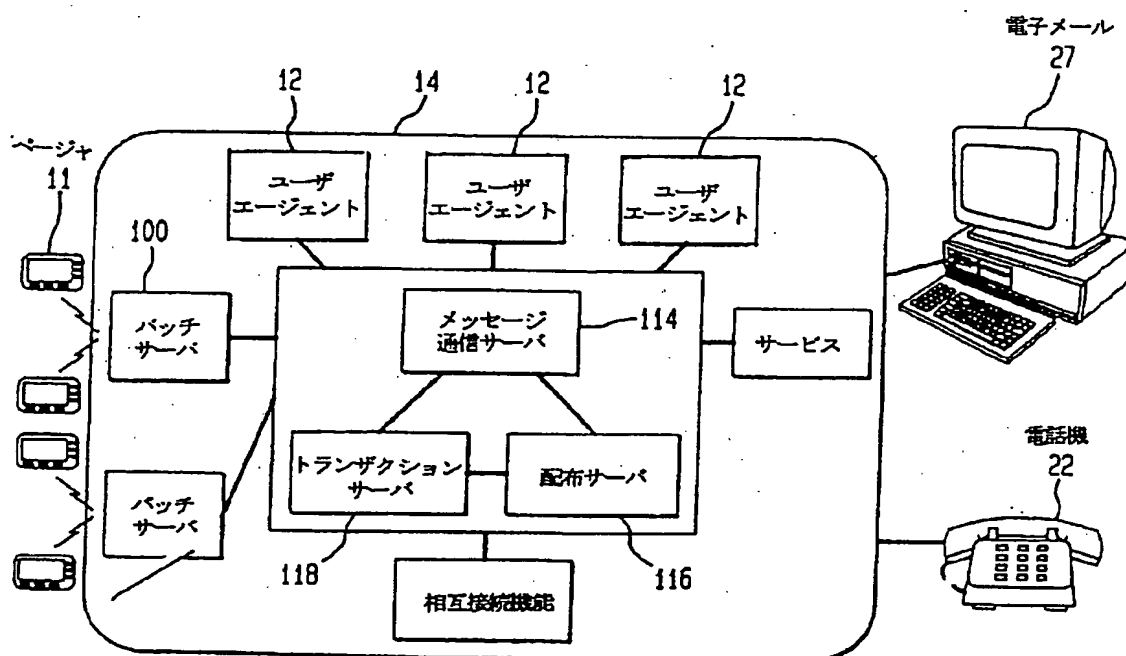 電子メール
27
12
14
12
12
ページャ
11
ユーザ
エージェント
ユーザ
エージェント
ユーザ
エージェント
100
バッチ
サーバ
メッセージ
通信サーバ
114
サービス
電話機
22
トランザクション
サーバ
配布サーバ
バッチ
サーバ
118
116
相互接続機能